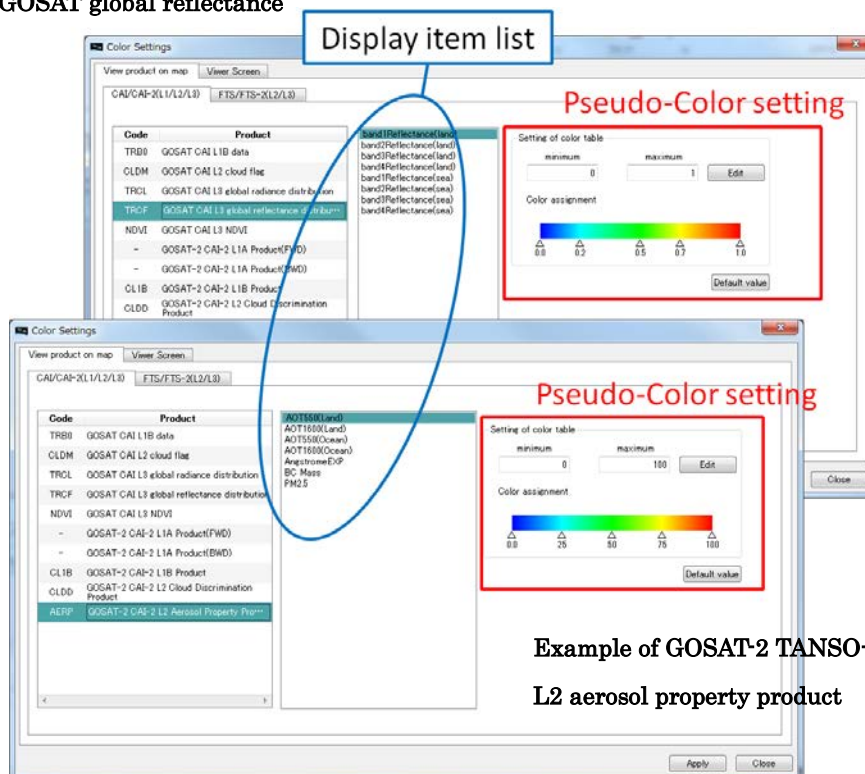 GOSAT global reflectance
Display item list
Color Settings
View product on map Viwer Screen
CAI/CAI-2(L1/L2/L3) FTS/FTS-2(L2/L3)
Pseudo-Color setting
Code Product
TRB0 GOSAT CAI L1B data
CLDM GOSAT CAI L2 cloud flag
TRCL GOSAT CAI L3 global radiance distribution
TRCF GOSAT CAI L3 global reflectance distribu...
NDVI GOSAT CAI L3 NDVI
- GOSAT-2 CAI-2 L1A Product(FWD)
- GOSAT-2 CAI-2 L1A Product(BWD)
CL1B GOSAT-2 CAI-2 L1B Product
CLDD GOSAT-2 CAI-2 L2 Cloud Discrimination
Product
band1Reflectance(land)
band2Reflectance(land)
band3Reflectance(land)
band4Reflectance(land)
band1Reflectance(sea)
band2Reflectance(sea)
band3Reflectance(sea)
band4Reflectance(sea)
Setting of color table
minimum maximum
0 1 Edit
Color assignment
0.0 0.2 0.5 0.7 1.0
Default value
Close
Color Settings
View product on map Viwer Screen
CAI/CAI-2(L1/L2/L3) FTS/FTS-2(L2/L3)
Pseudo-Color setting
Code Product
TRB0 GOSAT CAI L1B data
CLDM GOSAT CAI L2 cloud flag
TRCL GOSAT CAI L3 global radiance distribution
TRCF GOSAT CAI L3 global reflectance distribution
NDVI GOSAT CAI L3 NDVI
- GOSAT-2 CAI-2 L1A Product(FWD)
- GOSAT-2 CAI-2 L1A Product(BWD)
CL1B GOSAT-2 CAI-2 L1B Product
CLDD GOSAT-2 CAI-2 L2 Cloud Discrimination
Product
AERP GOSAT-2 CAI-2 L2 Aerosol Property Pro...
AOT550(Land)
AOT1600(Land)
AOT550(Ocean)
AOT1600(Ocean)
AngstromeEXP
BC Mass
PM2.5
Setting of color table
minimum maximum
0 100 Edit
Color assignment
0.0 25 50 75 100
Default value
Example of GOSAT-2 TANSO-
L2 aerosol property product
Apply Close